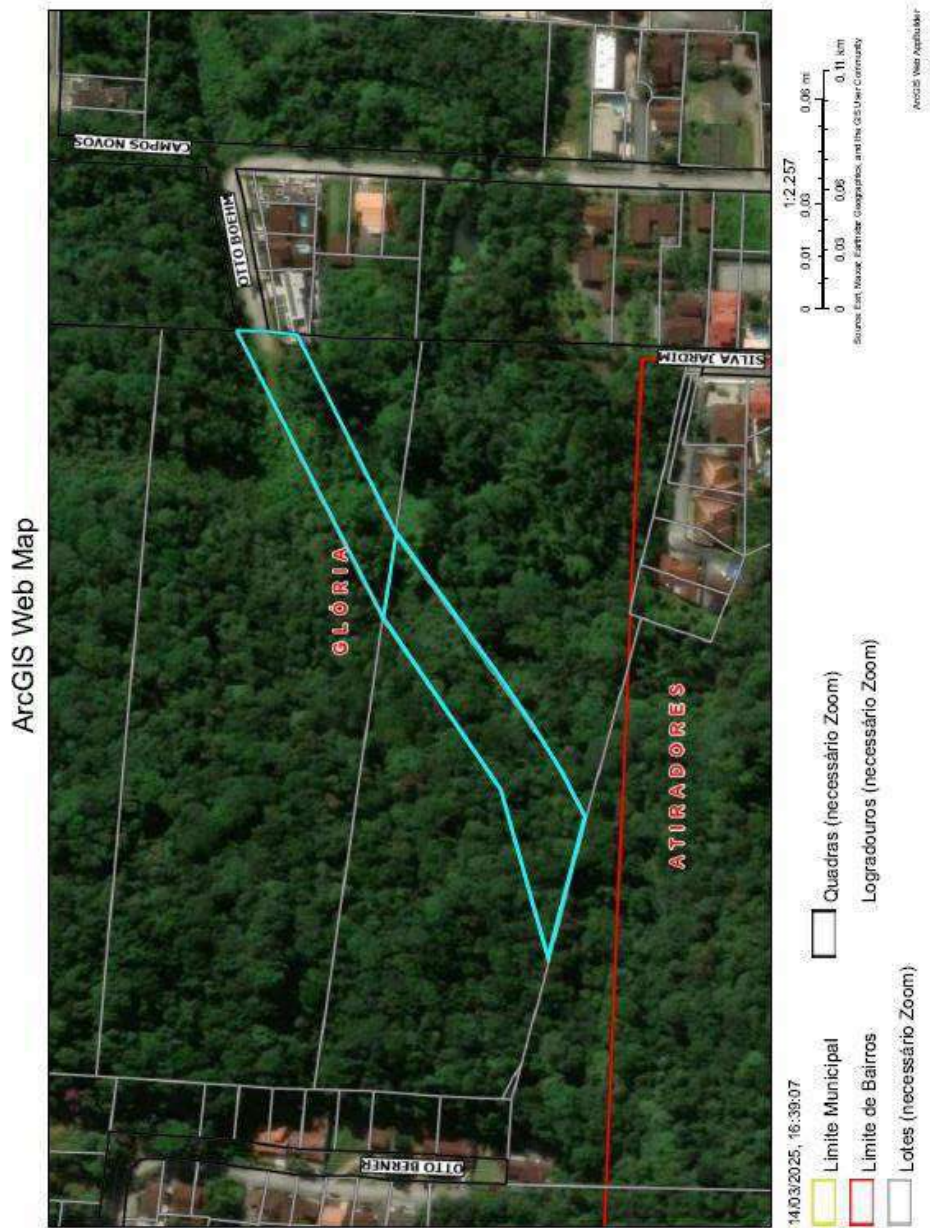 ArcGIS Web Map
CAMPOS NOVOS
OTTO BOEHM
SILVA JARDIM
GLÓRIA
ATIRADORES
OTTO BERNER
14/03/2025, 16:39:07
Limite Municipal
Limite de Bairros
Lotes (necessário Zoom)
Quadras (necessário Zoom)
Logradouros (necessário Zoom)
1:2.257
0 0,01 0,03 0,06 mi
0 0,03 0,06 0,11 km
Source: Esri, Maxar, Earthstar Geographics, and the GIS User Community
ArcGIS Web AppBuilder